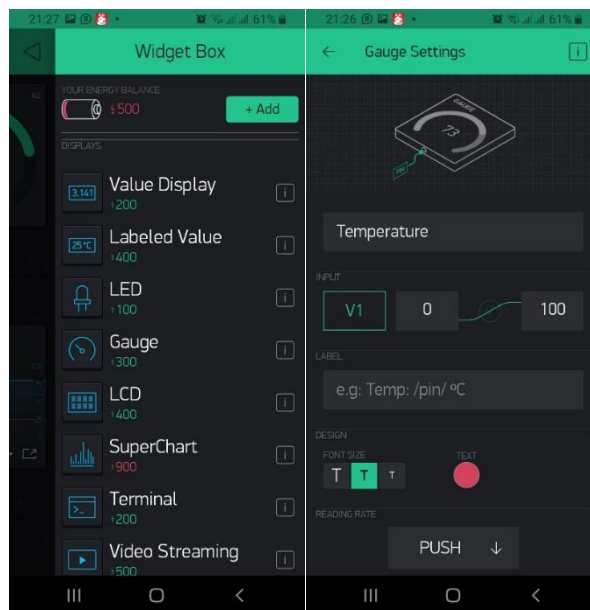 21:27
61%
Widget Box
V2
YOUR ENERGY BALANCE
500
+ Add
DISPLAYS
3.141
Value Display
200
25 °C
Labeled Value
400
LED
100
Gauge
300
LCD
400
SuperChart
900
Terminal
200
Video Streaming
500
21:26
61%
Gauge Settings
i
GAUGE
73
PIN
Temperature
INPUT
V1 0 100
LABEL
e.g: Temp: /pin/ ºC
DESIGN
FONT SIZE TEXT
T T T
READING RATE
PUSH ↓